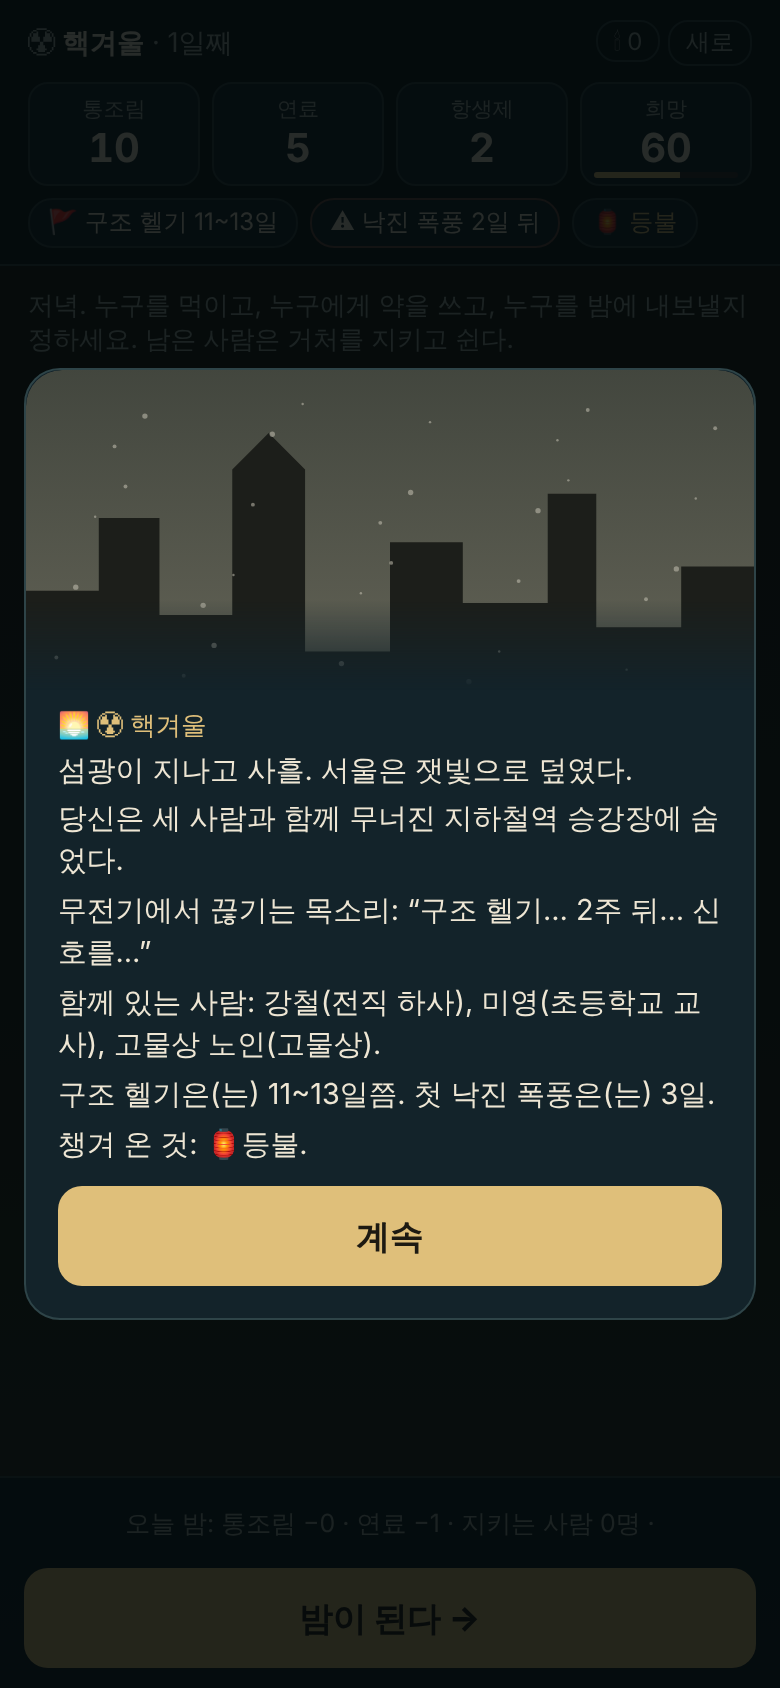 핵겨울 · 1일째
0
새로
통조림
연료
항생제
희망
10
5
2
60
구조 헬기 11~13일
낙진 폭풍 2일 뒤
등불
저녁. 누구를 먹이고, 누구에게 약을 쓰고, 누구를 밤에 내보낼지
정하세요. 남은 사람은 거처를 지키고 쉰다.
핵겨울
섬광이 지나고 사흘. 서울은 잿빛으로 덮였다.
당신은 세 사람과 함께 무너진 지하철역 승강장에 숨
었다.
무전기에서 끊기는 목소리: “구조 헬기… 2주 뒤… 신
호를…”
함께 있는 사람: 강철(전직 하사), 미영(초등학교 교
사), 고물상 노인(고물상).
구조 헬기은(는) 11~13일쯤. 첫 낙진 폭풍은(는) 3일.
챙겨 온 것: 등불.
계속
오늘 밤: 통조림 −0 · 연료 −1 · 지키는 사람 0명 ·
밤이 된다 →